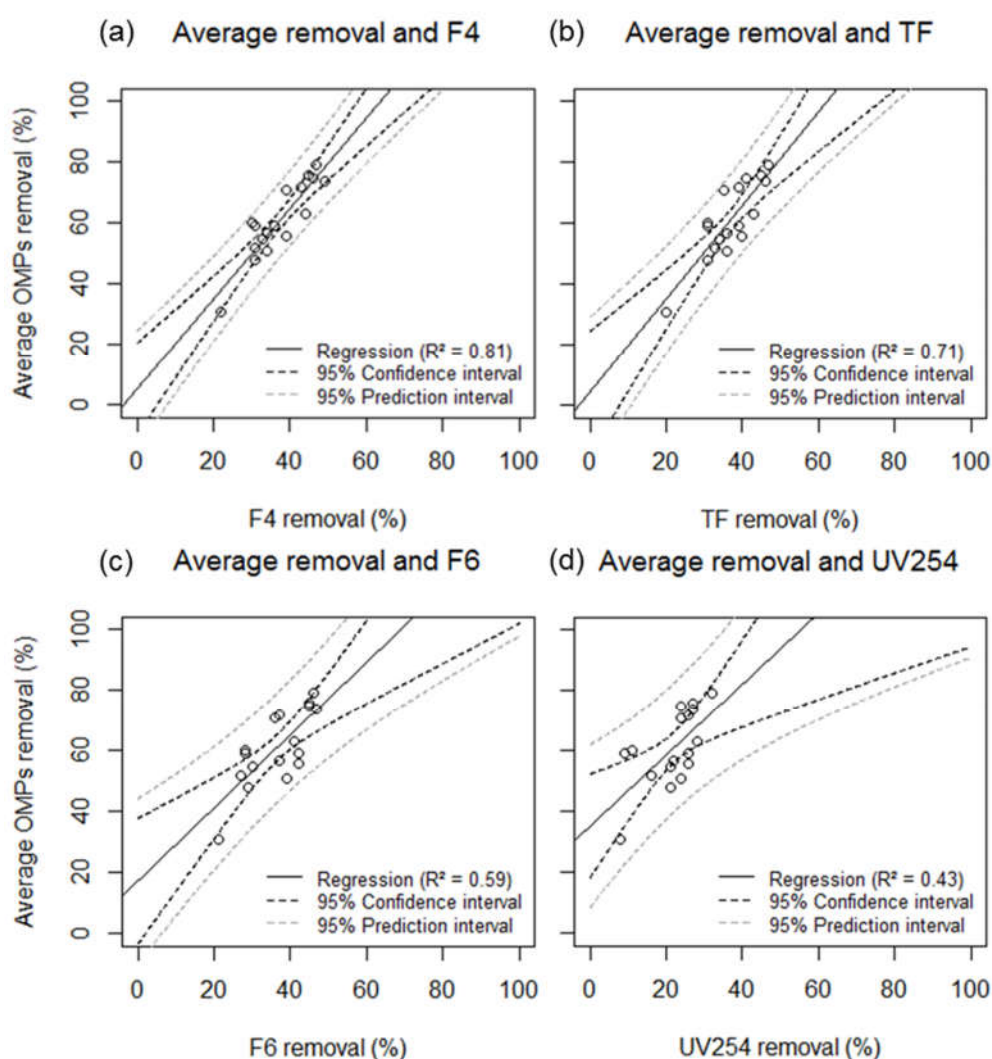 (a) Average removal and F4
Average OMPs removal (%)
100
80
60
40
20
0
Regression (R² = 0.81)
95% Confidence interval
95% Prediction interval
0 20 40 60 80 100
F4 removal (%)
(b) Average removal and TF
Regression (R² = 0.71)
95% Confidence interval
95% Prediction interval
0 20 40 60 80 100
TF removal (%)
(c) Average removal and F6
Average OMPs removal (%)
100
80
60
40
20
0
Regression (R² = 0.59)
95% Confidence interval
95% Prediction interval
0 20 40 60 80 100
F6 removal (%)
(d) Average removal and UV254
Regression (R² = 0.43)
95% Confidence interval
95% Prediction interval
0 20 40 60 80 100
UV254 removal (%)